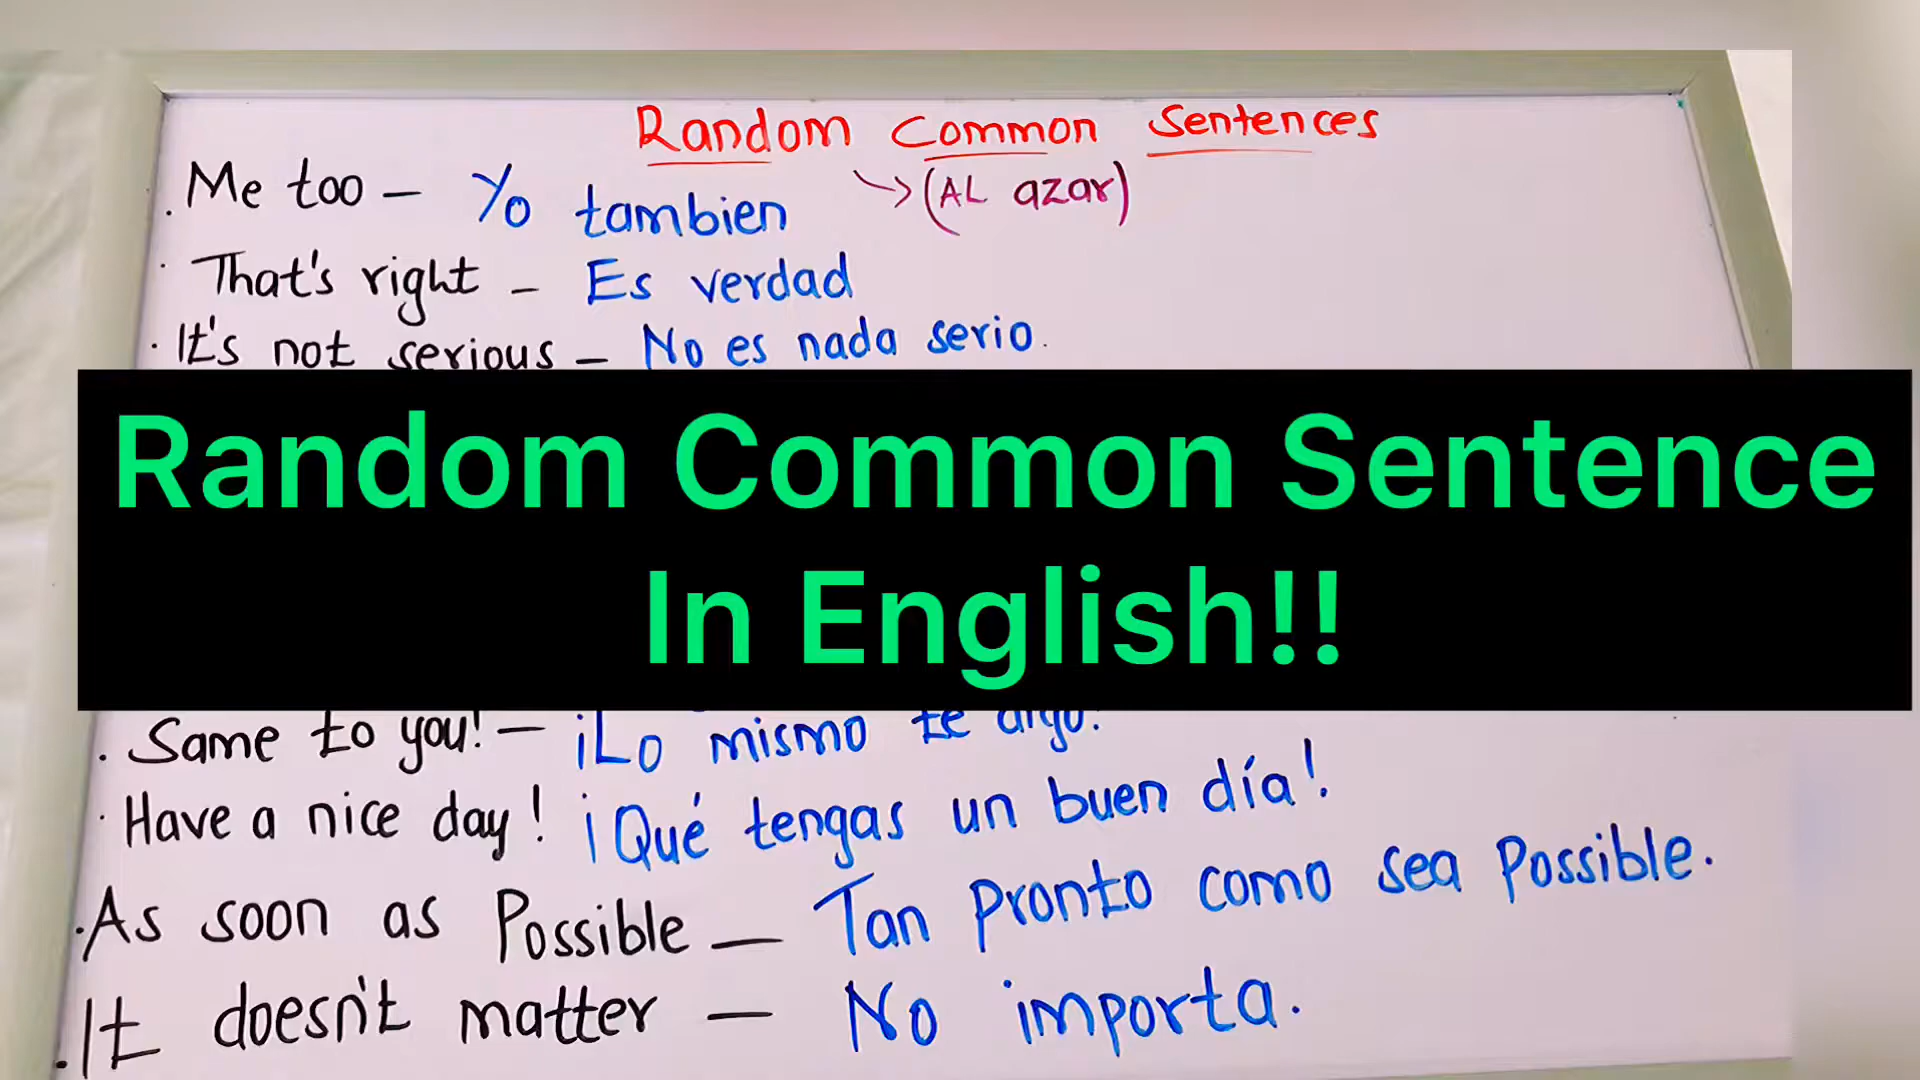 Random Common Sentences
. Me too – Yo tambien (AL azar)
. That's right – Es verdad
. It's not serious – No es nada serio.
Random Common Sentence
In English!!
. Same to you! – ¡Lo mismo te digo!
. Have a nice day! ¡Qué tengas un buen día!
. As soon as Possible – Tan pronto como sea Possible.
. It doesn't matter – No importa.